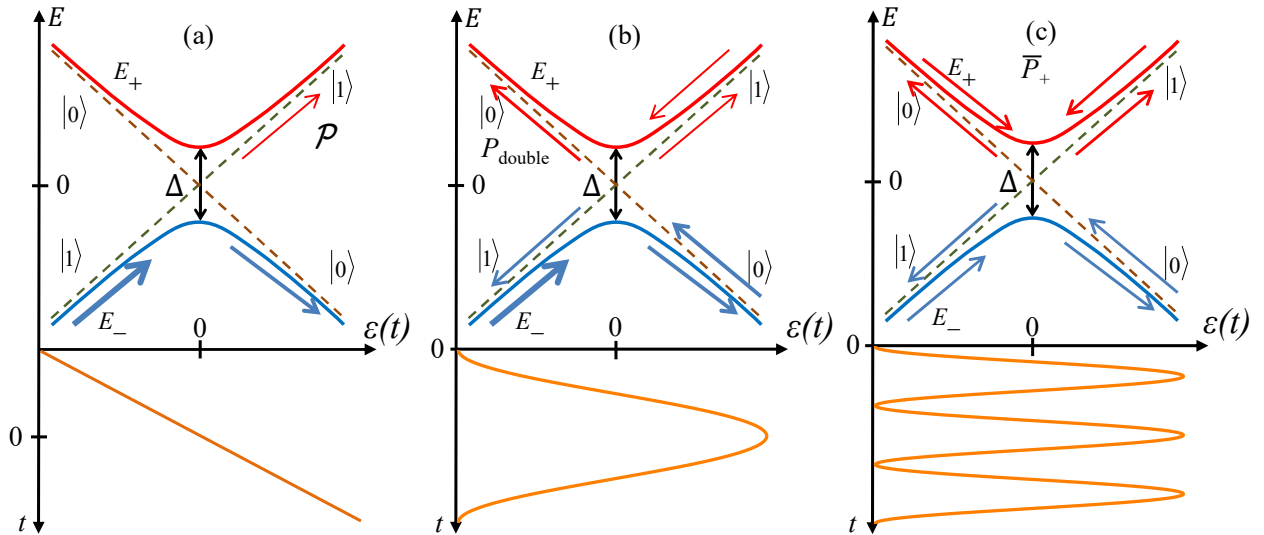 E
(a)
E₊
|0⟩
|1⟩
𝒫
0
Δ
|1⟩
|0⟩
E₋
0
ε(t)
0
t
E
(b)
E₊
|0⟩
|1⟩
P_double
0
Δ
|1⟩
|0⟩
E₋
0
ε(t)
0
t
E
(c)
P̅₊
E₊
|0⟩
|1⟩
0
Δ
|1⟩
|0⟩
E₋
0
ε(t)
0
t